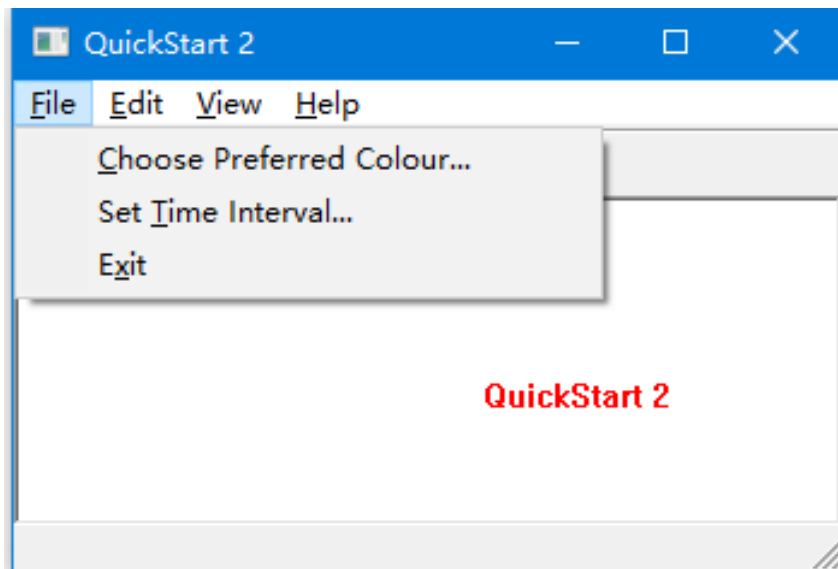 QuickStart 2
File Edit View Help
Choose Preferred Colour...
Set Time Interval...
Exit
QuickStart 2